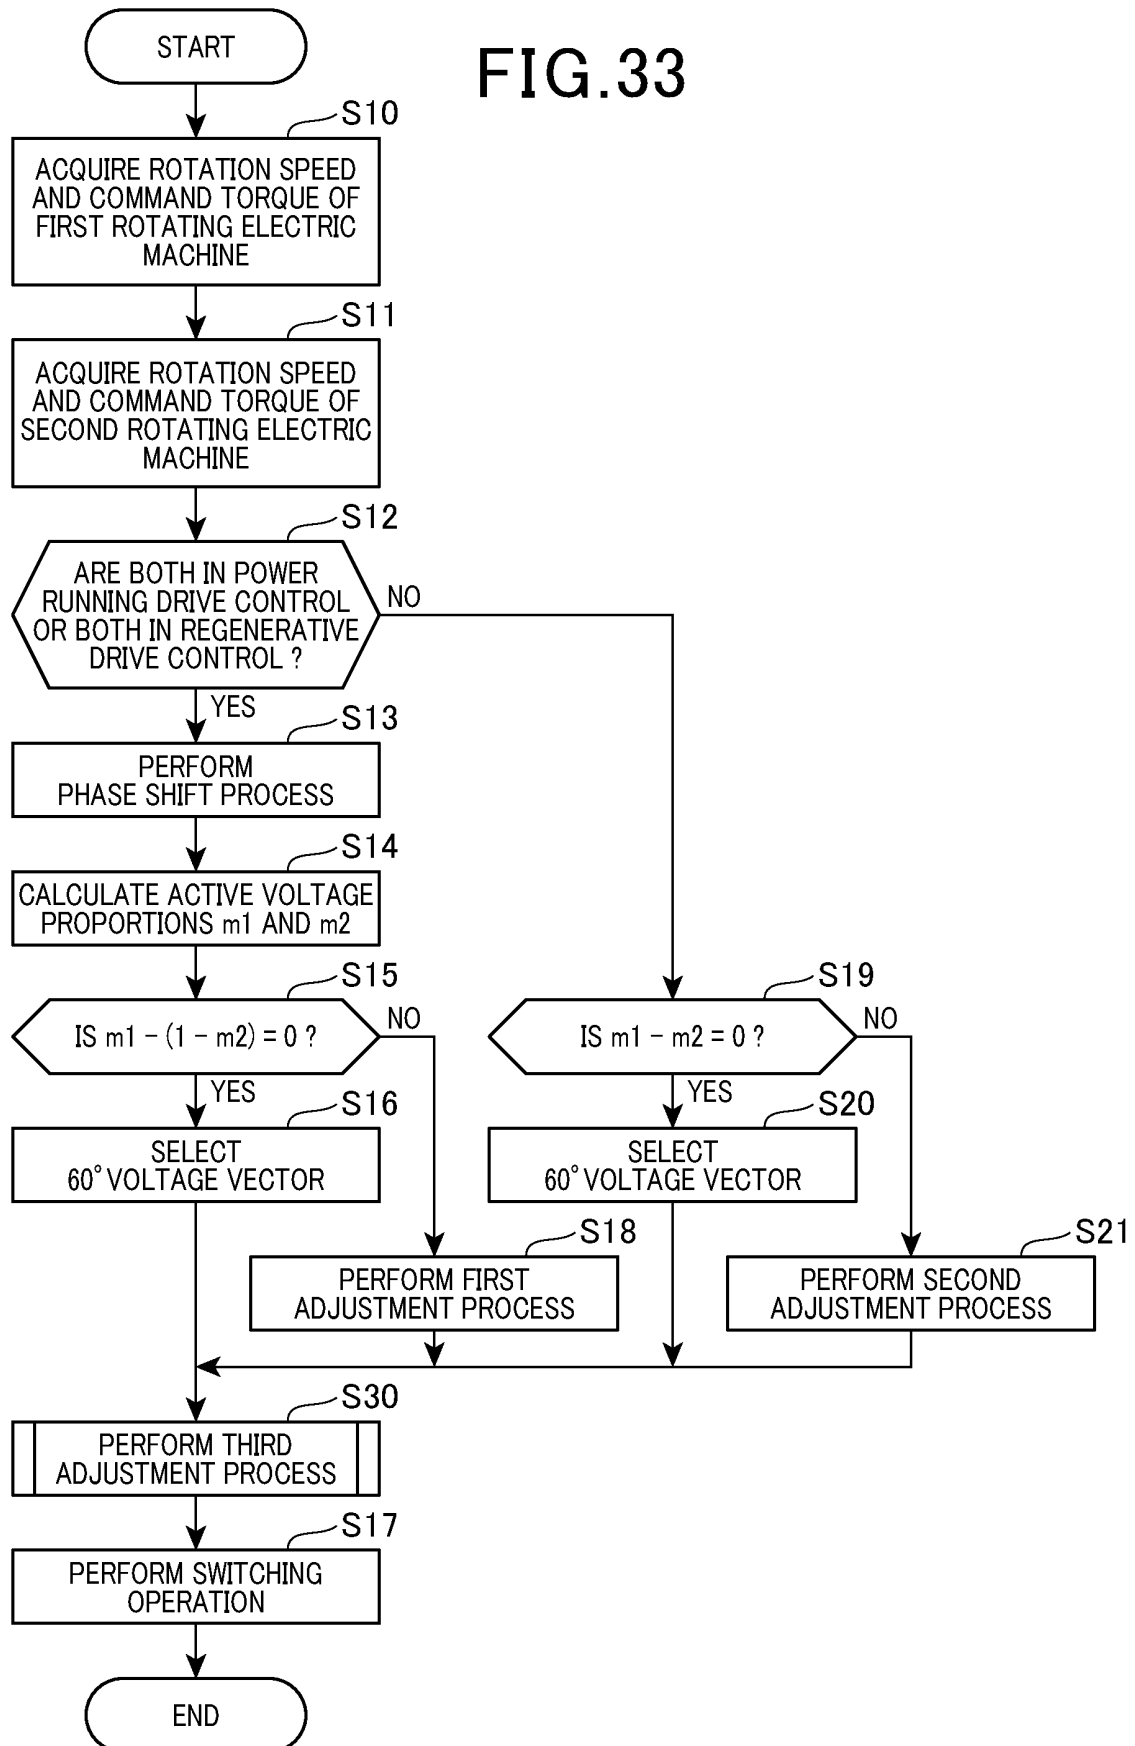 START
FIG.33
S10
ACQUIRE ROTATION SPEED
AND COMMAND TORQUE OF
FIRST ROTATING ELECTRIC
MACHINE
S11
ACQUIRE ROTATION SPEED
AND COMMAND TORQUE OF
SECOND ROTATING ELECTRIC
MACHINE
S12
ARE BOTH IN POWER
RUNNING DRIVE CONTROL
OR BOTH IN REGENERATIVE
DRIVE CONTROL ?
NO
YES
S13
PERFORM
PHASE SHIFT PROCESS
S14
CALCULATE ACTIVE VOLTAGE
PROPORTIONS m1 AND m2
S15
IS m1 − (1 − m2) = 0 ?
NO
YES
S19
IS m1 − m2 = 0 ?
NO
YES
S16
SELECT
60° VOLTAGE VECTOR
S20
SELECT
60° VOLTAGE VECTOR
S18
PERFORM FIRST
ADJUSTMENT PROCESS
S21
PERFORM SECOND
ADJUSTMENT PROCESS
S30
PERFORM THIRD
ADJUSTMENT PROCESS
S17
PERFORM SWITCHING
OPERATION
END